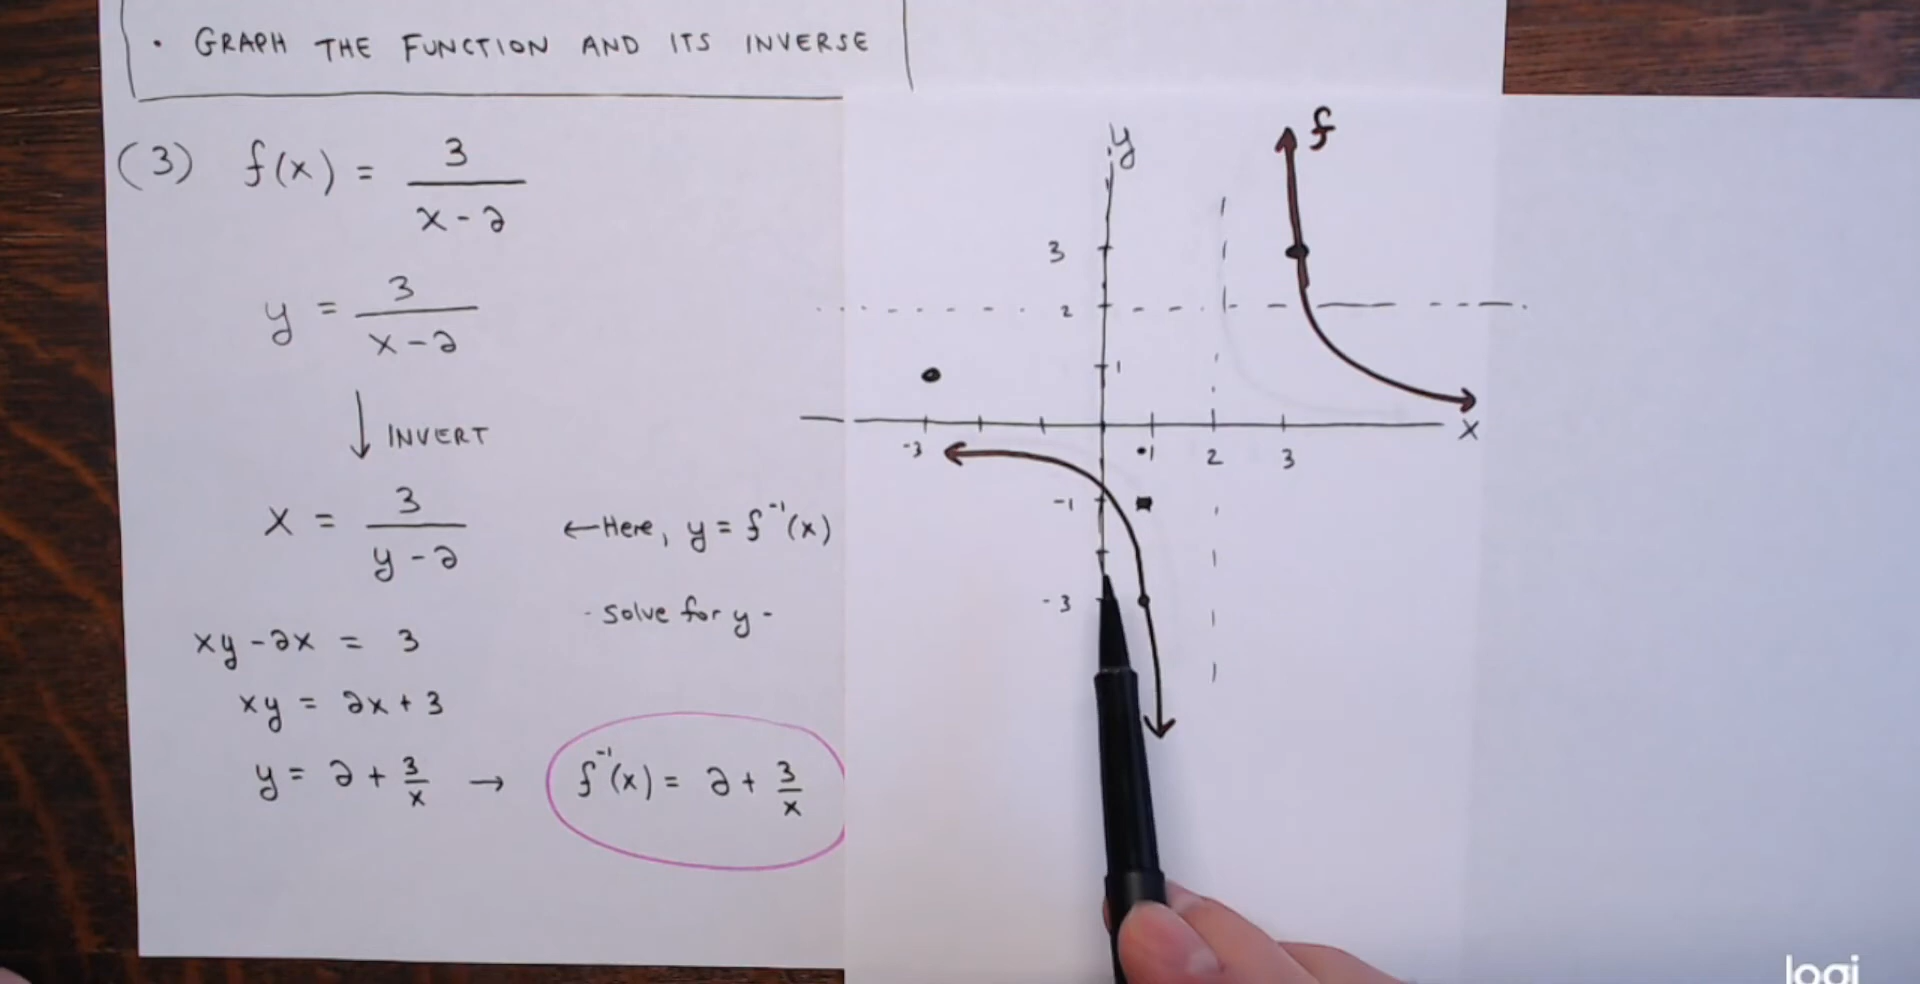 · GRAPH THE FUNCTION AND ITS INVERSE
(3) f(x) = 3/(x-2)
y = 3/(x-2)
↓ INVERT
x = 3/(y-2) ← Here, y = f⁻¹(x)
- solve for y -
xy - 2x = 3
xy = 2x + 3
y = 2 + 3/x → f⁻¹(x) = 2 + 3/x
y
f
3
2
1
x
-3
1
2
3
-1
-3
logi